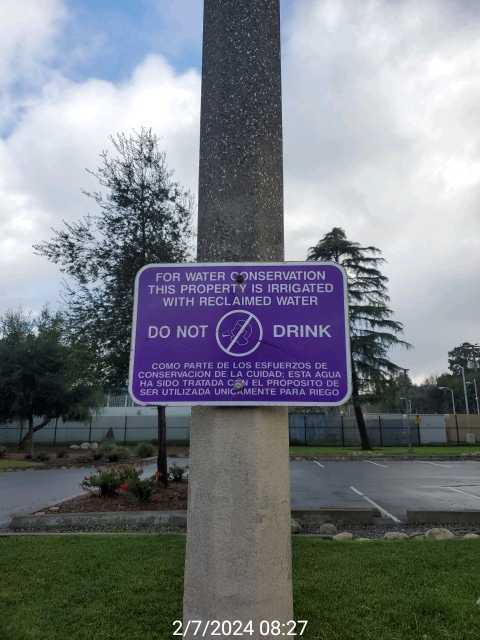 FOR WATER CONSERVATION
THIS PROPERTY IS IRRIGATED
WITH RECLAIMED WATER
DO NOT DRINK
COMO PARTE DE LOS ESFUERZOS DE
CONSERVACION DE LA CUIDAD; ESTA AGUA
HA SIDO TRATADA CON EL PROPOSITO DE
SER UTILIZADA UNICAMENTE PARA RIEGO
2/7/2024 08:27